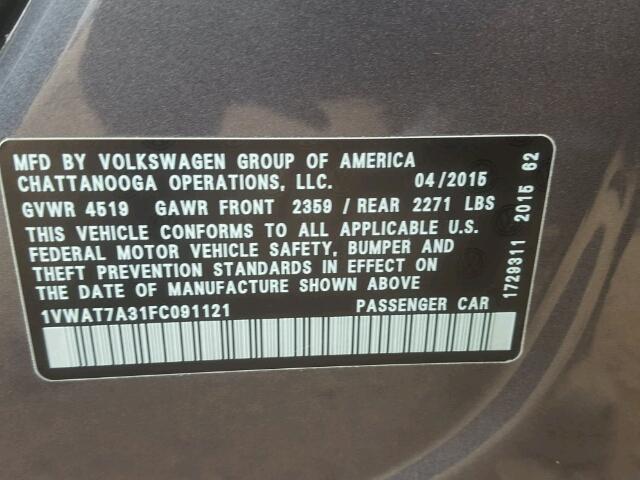 MFD BY VOLKSWAGEN GROUP OF AMERICA
CHATTANOOGA OPERATIONS, LLC. 04/2015
GVWR 4519 GAWR FRONT 2359 / REAR 2271 LBS
THIS VEHICLE CONFORMS TO ALL APPLICABLE U.S.
FEDERAL MOTOR VEHICLE SAFETY, BUMPER AND
THEFT PREVENTION STANDARDS IN EFFECT ON
THE DATE OF MANUFACTURE SHOWN ABOVE
1VWAT7A31FC091121 PASSENGER CAR
1729311 2015 62